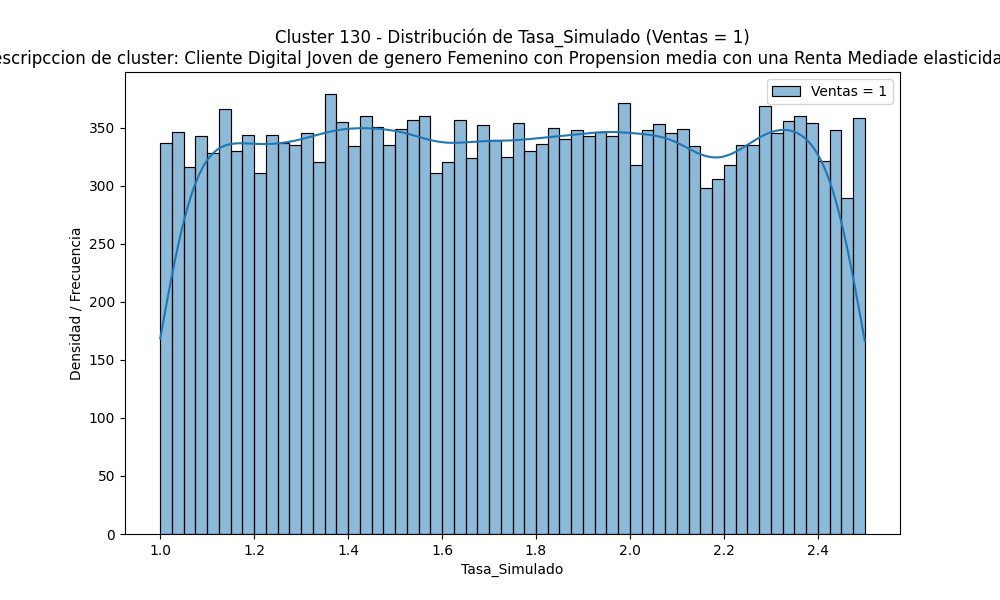 Cluster 130 - Distribución de Tasa_Simulado (Ventas = 1)
escripccion de cluster: Cliente Digital Joven de genero Femenino con Propension media con una Renta Mediade elasticida
Ventas = 1
Densidad / Frecuencia
350
300
250
200
150
100
50
0
1.0 1.2 1.4 1.6 1.8 2.0 2.2 2.4
Tasa_Simulado